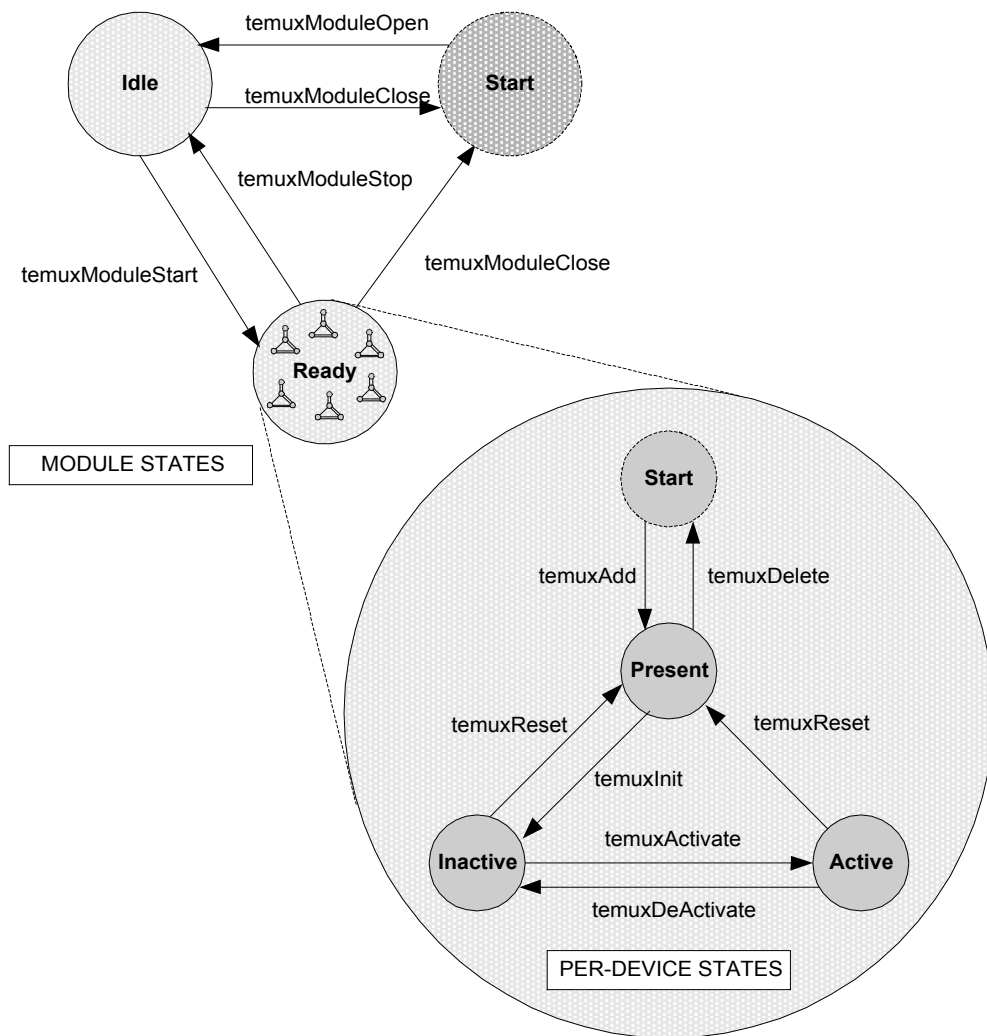 temuxModuleOpen
Idle
Start
temuxModuleClose
temuxModuleStop
temuxModuleStart
temuxModuleClose
Ready
MODULE STATES
Start
temuxAdd
temuxDelete
Present
temuxReset
temuxReset
temuxInit
Inactive
temuxActivate
Active
temuxDeActivate
PER-DEVICE STATES